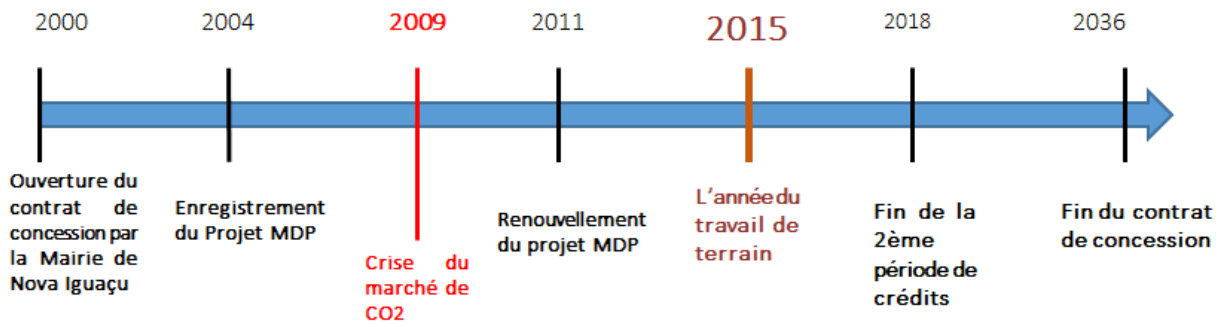 2000
2004
2009
2011
2015
2018
2036
Ouverture du
contrat de
concession par
la Mairie de
Nova Iguaçu
Enregistrement
du Projet MDP
Crise du
marché de
CO2
Renouvellement
du projet MDP
L'année du
travail de
terrain
Fin de la
2ème
période de
crédits
Fin du contrat
de concession